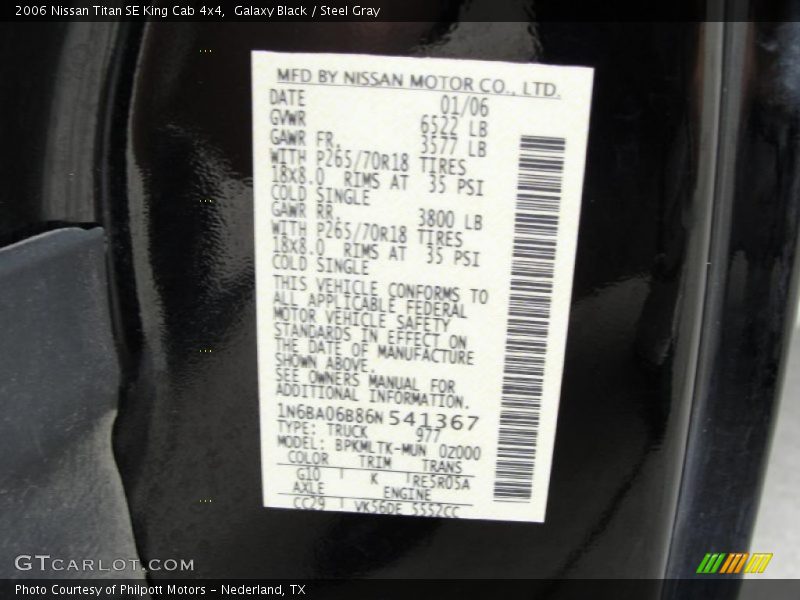 2006 Nissan Titan SE King Cab 4x4,  Galaxy Black / Steel Gray
MFD BY NISSAN MOTOR CO., LTD.
DATE 01/06
GVWR 6522 LB
GAWR FR. 3577 LB
WITH P265/70R18 TIRES
18x8.0 RIMS AT 35 PSI
COLD SINGLE
GAWR RR. 3800 LB
WITH P265/70R18 TIRES
18x8.0 RIMS AT 35 PSI
COLD SINGLE
THIS VEHICLE CONFORMS TO
ALL APPLICABLE FEDERAL
MOTOR VEHICLE SAFETY
STANDARDS IN EFFECT ON
THE DATE OF MANUFACTURE
SHOWN ABOVE.
SEE OWNERS MANUAL FOR
ADDITIONAL INFORMATION.
1N6BA06B86N541367
TYPE: TRUCK 977
MODEL: BPKMLTK-MUN 0Z000
COLOR TRIM TRANS
G10 K RE5R05A
AXLE ENGINE
CC29 VK56DE 5552CC
GTCARLOT.COM
Photo Courtesy of Philpott Motors - Nederland, TX